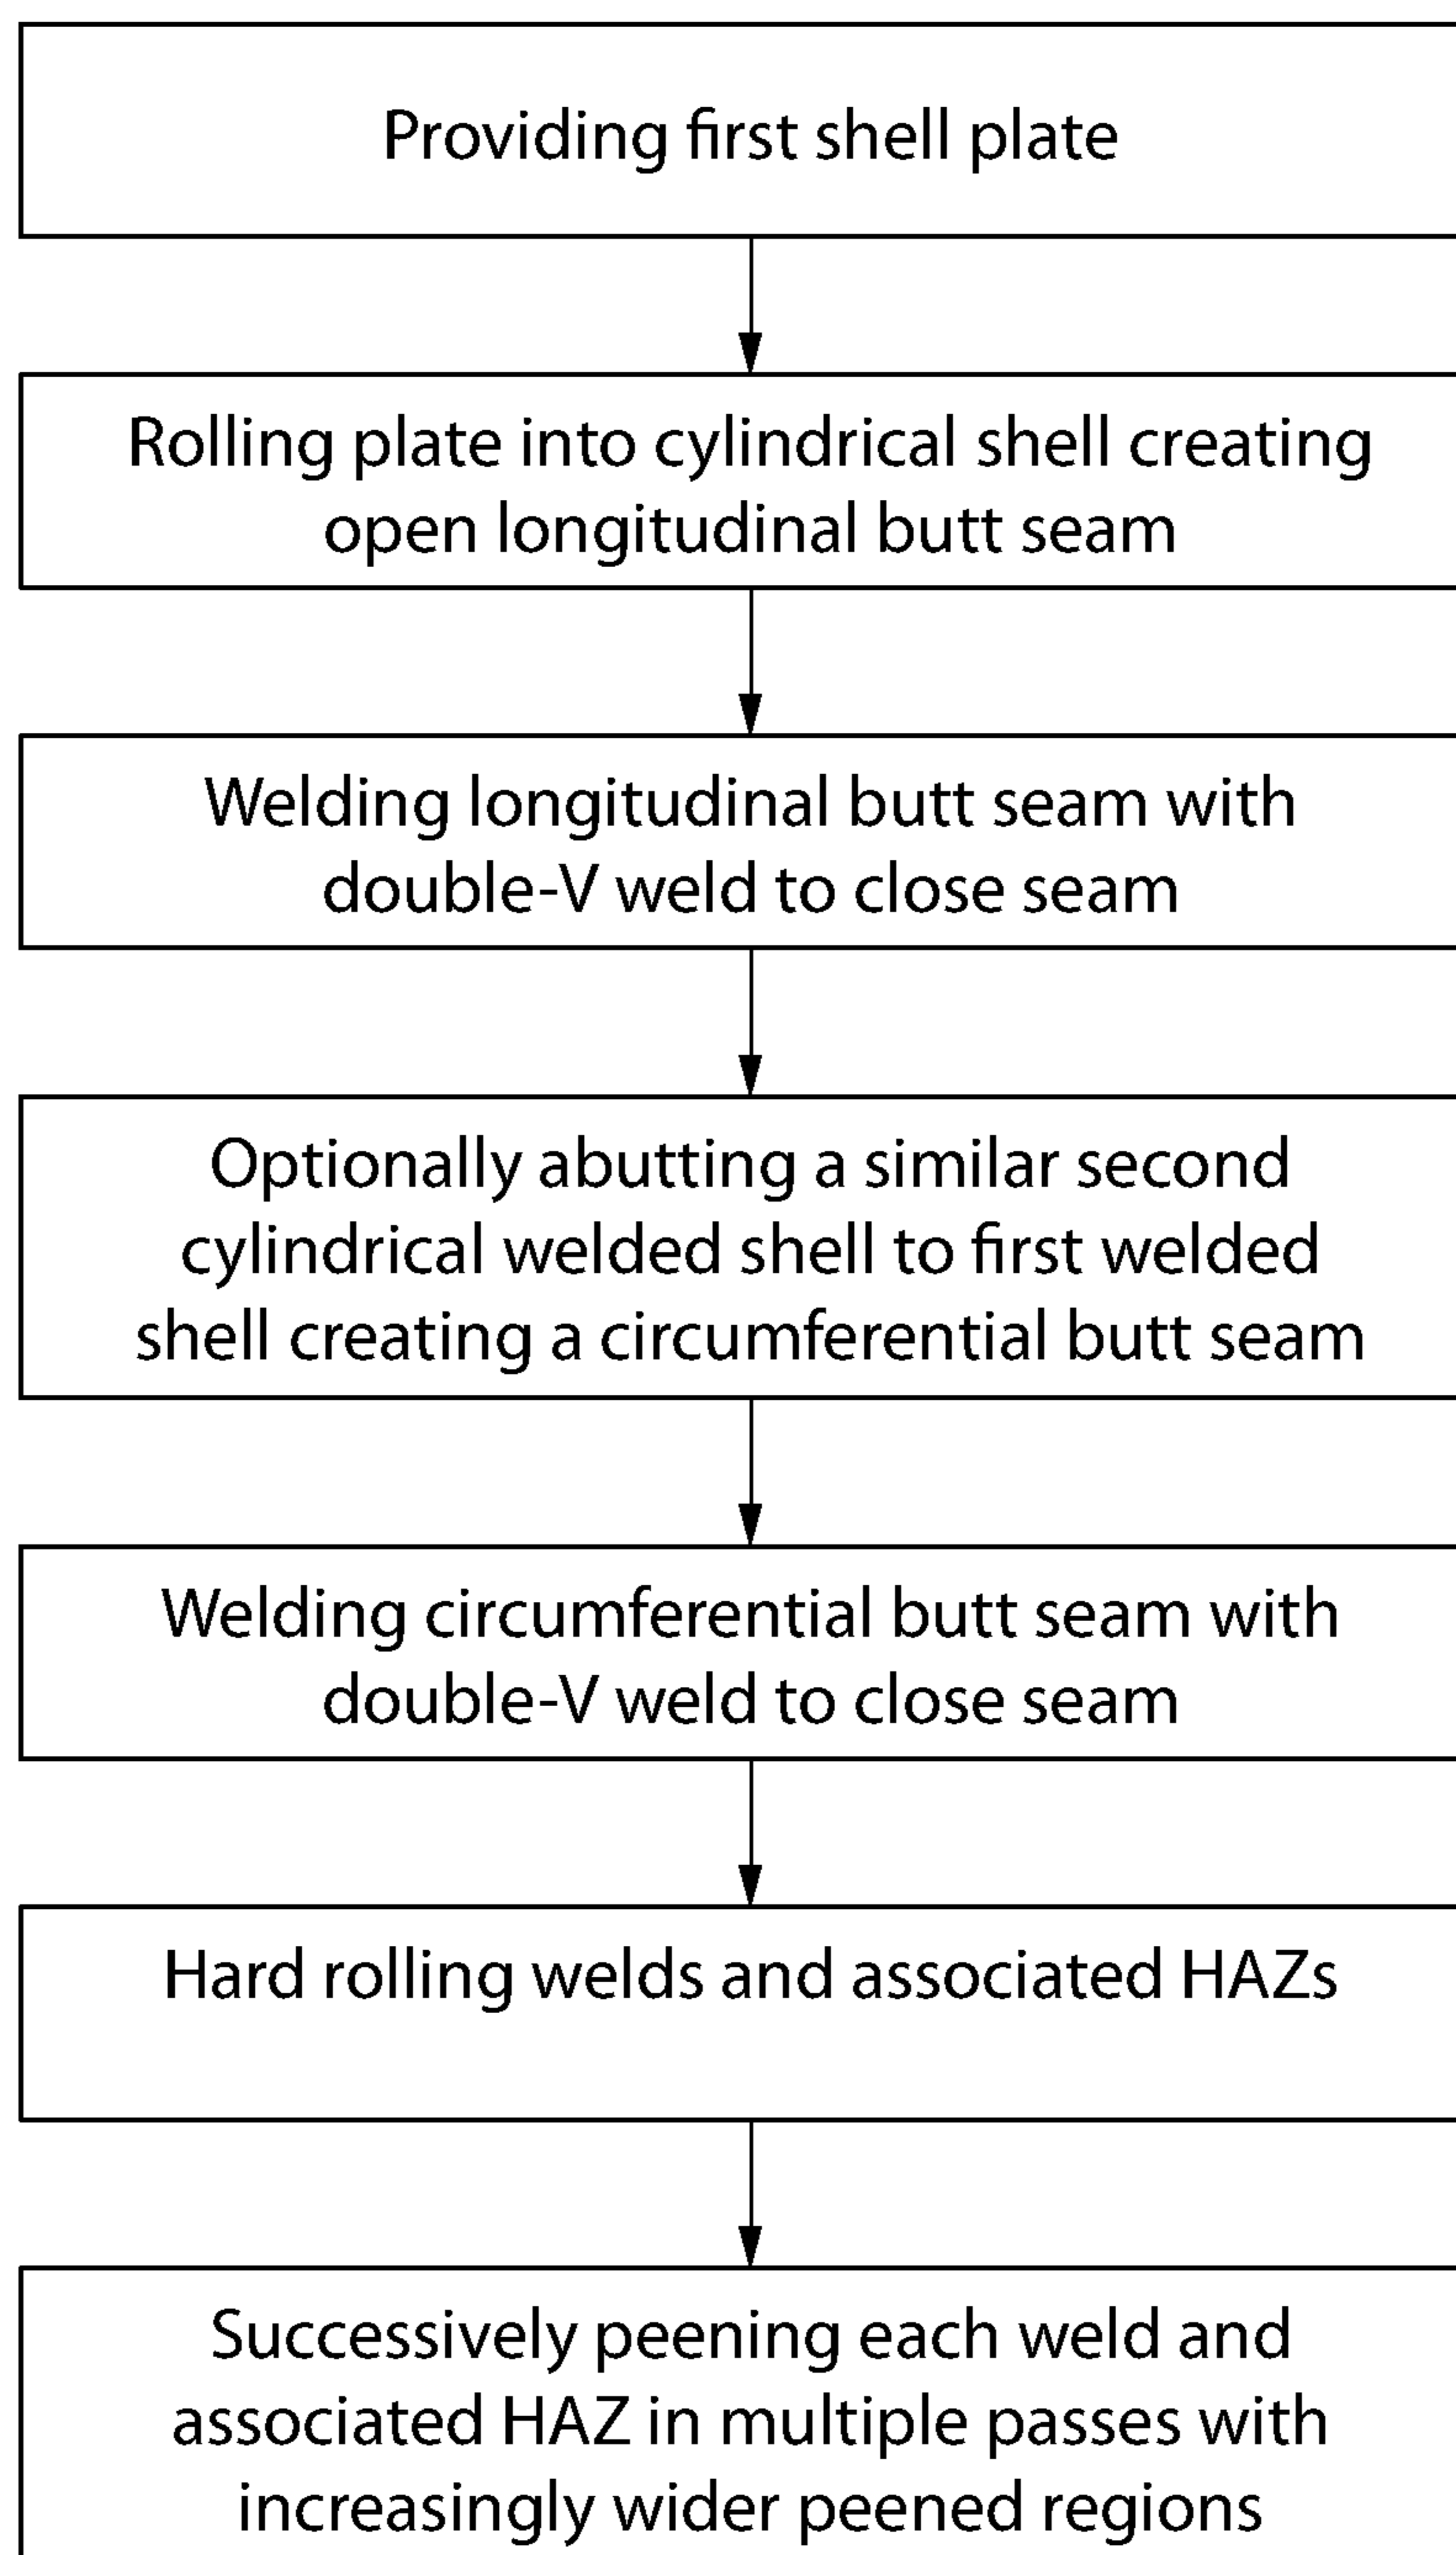 Providing first shell plate
Rolling plate into cylindrical shell creating
open longitudinal butt seam
Welding longitudinal butt seam with
double-V weld to close seam
Optionally abutting a similar second
cylindrical welded shell to first welded
shell creating a circumferential butt seam
Welding circumferential butt seam with
double-V weld to close seam
Hard rolling welds and associated HAZs
Successively peening each weld and
associated HAZ in multiple passes with
increasingly wider peened regions